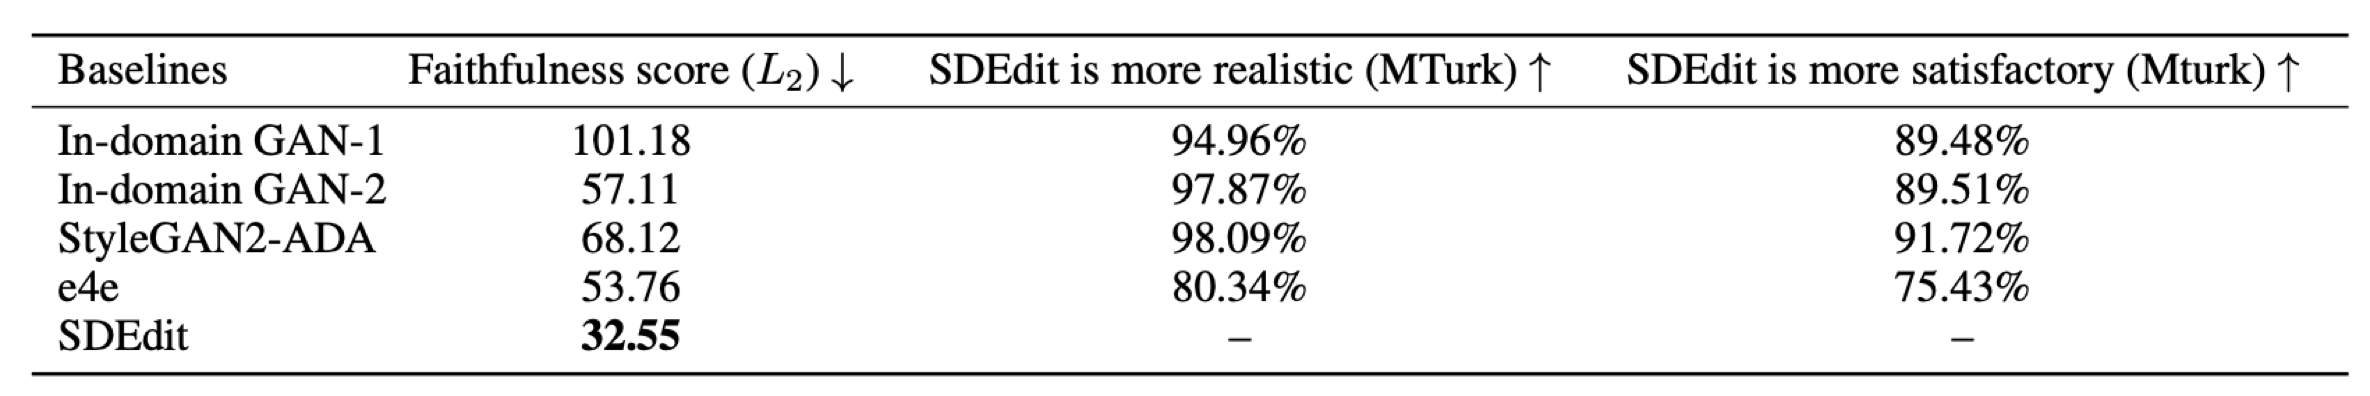 Baselines Faithfulness score (L₂) ↓ SDEdit is more realistic (MTurk) ↑ SDEdit is more satisfactory (Mturk) ↑
In-domain GAN-1 101.18 94.96% 89.48%
In-domain GAN-2 57.11 97.87% 89.51%
StyleGAN2-ADA 68.12 98.09% 91.72%
e4e 53.76 80.34% 75.43%
SDEdit 32.55 – –